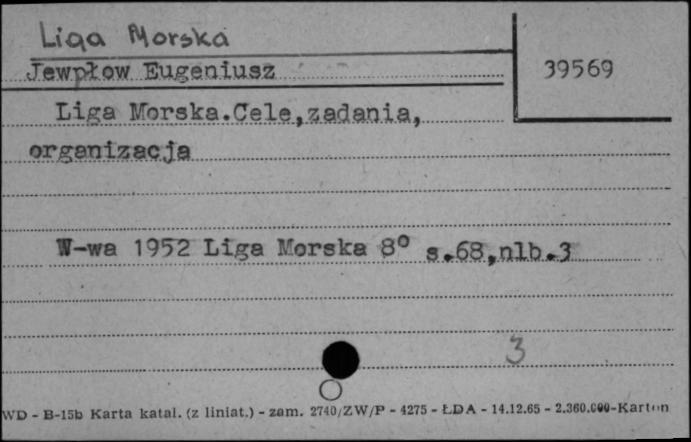 Liga Morska
Jewpłow Eugeniusz
39569
Liga Morska.Cele,zadania,
organizacja
W-wa 1952 Liga Morska 8° s.68,nlb.3
3
WD - B-15b Karta katal. (z liniat.) - zam. 2740/ZW/P - 4275 - ŁDA - 14.12.65 - 2.360.000-Karton